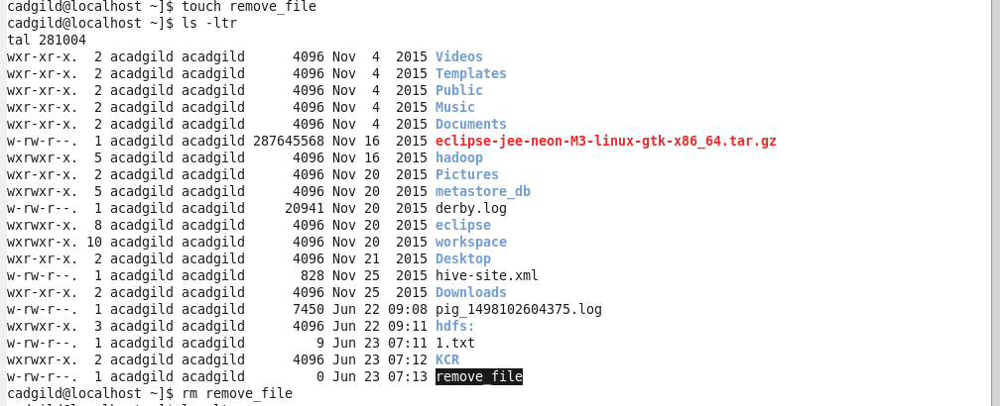 cadgild@localhost ~]$ touch remove_file
cadgild@localhost ~]$ ls -ltr
tal 281004
wxr-xr-x.  2 acadgild acadgild      4096 Nov  4  2015 Videos
wxr-xr-x.  2 acadgild acadgild      4096 Nov  4  2015 Templates
wxr-xr-x.  2 acadgild acadgild      4096 Nov  4  2015 Public
wxr-xr-x.  2 acadgild acadgild      4096 Nov  4  2015 Music
wxr-xr-x.  2 acadgild acadgild      4096 Nov  4  2015 Documents
w-rw-r--.  1 acadgild acadgild 287645568 Nov 16  2015 eclipse-jee-neon-M3-linux-gtk-x86_64.tar.gz
wxrwxr-x.  5 acadgild acadgild      4096 Nov 16  2015 hadoop
wxr-xr-x.  2 acadgild acadgild      4096 Nov 20  2015 Pictures
wxrwxr-x.  5 acadgild acadgild      4096 Nov 20  2015 metastore_db
w-rw-r--.  1 acadgild acadgild     20941 Nov 20  2015 derby.log
wxrwxr-x.  8 acadgild acadgild      4096 Nov 20  2015 eclipse
wxrwxr-x. 10 acadgild acadgild      4096 Nov 20  2015 workspace
wxr-xr-x.  2 acadgild acadgild      4096 Nov 21  2015 Desktop
w-rw-r--.  1 acadgild acadgild       828 Nov 25  2015 hive-site.xml
wxr-xr-x.  2 acadgild acadgild      4096 Nov 25  2015 Downloads
w-rw-r--.  1 acadgild acadgild      7450 Jun 22 09:08 pig_1498102604375.log
wxrwxr-x.  3 acadgild acadgild      4096 Jun 22 09:11 hdfs:
w-rw-r--.  1 acadgild acadgild         9 Jun 23 07:11 1.txt
wxrwxr-x.  2 acadgild acadgild      4096 Jun 23 07:12 KCR
w-rw-r--.  1 acadgild acadgild         0 Jun 23 07:13 remove_file
cadgild@localhost ~]$ rm remove_file